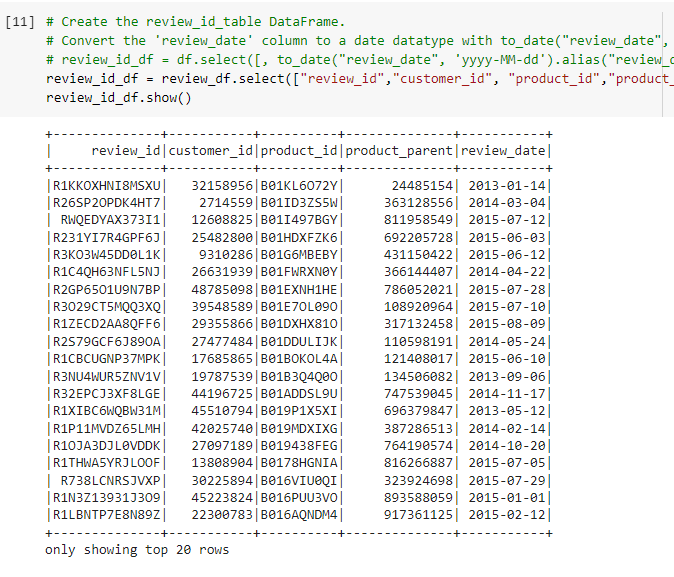 [11] # Create the review_id_table DataFrame.
# Convert the 'review_date' column to a date datatype with to_date("review_date",
# review_id_df = df.select([, to_date("review_date", 'yyyy-MM-dd').alias("review_d
review_id_df = review_df.select(["review_id","customer_id", "product_id","product_
review_id_df.show()
+--------------+-----------+----------+--------------+-----------+
|     review_id|customer_id|product_id|product_parent|review_date|
+--------------+-----------+----------+--------------+-----------+
|R1KKOXHNI8MSXU|   32158956|B01KL6O72Y|      24485154| 2013-01-14|
|R26SP2OPDK4HT7|    2714559|B01ID3ZS5W|     363128556| 2014-03-04|
| RWQEDYAX373I1|   12608825|B01I497BGY|     811958549| 2015-07-12|
|R231YI7R4GPF6J|   25482800|B01HDXFZK6|     692205728| 2015-06-03|
|R3KO3W45DD0L1K|    9310286|B01G6MBEBY|     431150422| 2015-06-12|
|R1C4QH63NFL5NJ|   26631939|B01FWRXN0Y|     366144407| 2014-04-22|
|R2GP65O1U9N7BP|   48785098|B01EXNH1HE|     786052021| 2015-07-28|
|R3O29CT5MQQ3XQ|   39548589|B01E7OL09O|     108920964| 2015-07-10|
|R1ZECD2AA8QFF6|   29355866|B01DXHX81O|     317132458| 2015-08-09|
|R2S79GCF6J89OA|   27477484|B01DDULIJK|     110598191| 2014-05-24|
|R1CBCUGNP37MPK|   17685865|B01BOKOL4A|     121408017| 2015-06-10|
|R3NU4WUR5ZNV1V|   19787539|B01B3Q4Q0O|     134506082| 2013-09-06|
|R32EPCJ3XF8LGE|   44196725|B01ADDSL9U|     747539045| 2014-11-17|
|R1XIBC6WQBW31M|   45510794|B019P1X5XI|     696379847| 2013-05-12|
|R1P11MVDZ65LMH|   42025740|B019MDXIXG|     387286513| 2014-02-14|
|R1OJA3DJL0VDDK|   27097189|B019438FEG|     764190574| 2014-10-20|
|R1THWA5YRJLOOF|   13808904|B0178HGNIA|     816266887| 2015-07-05|
| R738LCNRSJVXP|   30225894|B016VIU0QI|     323924698| 2015-07-29|
|R1N3Z13931J3O9|   45223824|B016PUU3VO|     893588059| 2015-01-01|
|R1LBNTP7E8N89Z|   22300783|B016AQNDM4|     917361125| 2015-02-12|
+--------------+-----------+----------+--------------+-----------+
only showing top 20 rows